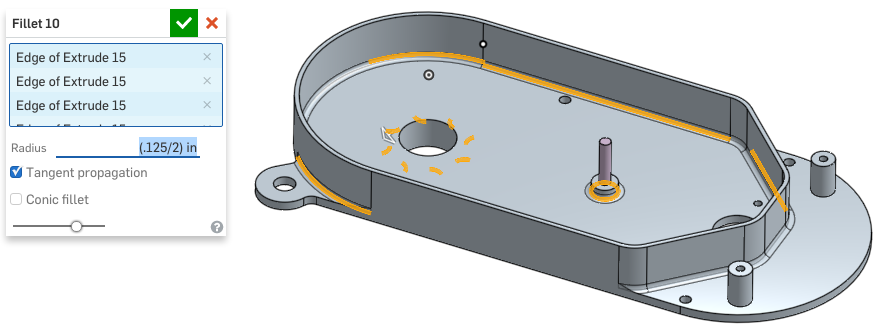 Fillet 10
Edge of Extrude 15
Edge of Extrude 15
Edge of Extrude 15
Radius (.125/2) in
Tangent propagation
Conic fillet
?